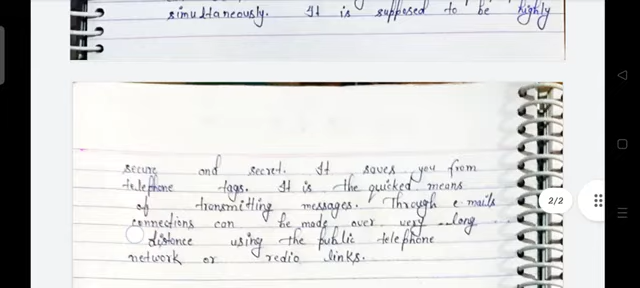 simultaneously. It is supposed to be highly
secure and secret. It saves you from
telephone tags. It is the quicked means
of transmitting messages. Through e-mails
connections can be made over very long
distance using the public telephone
network or redio links.
2/2